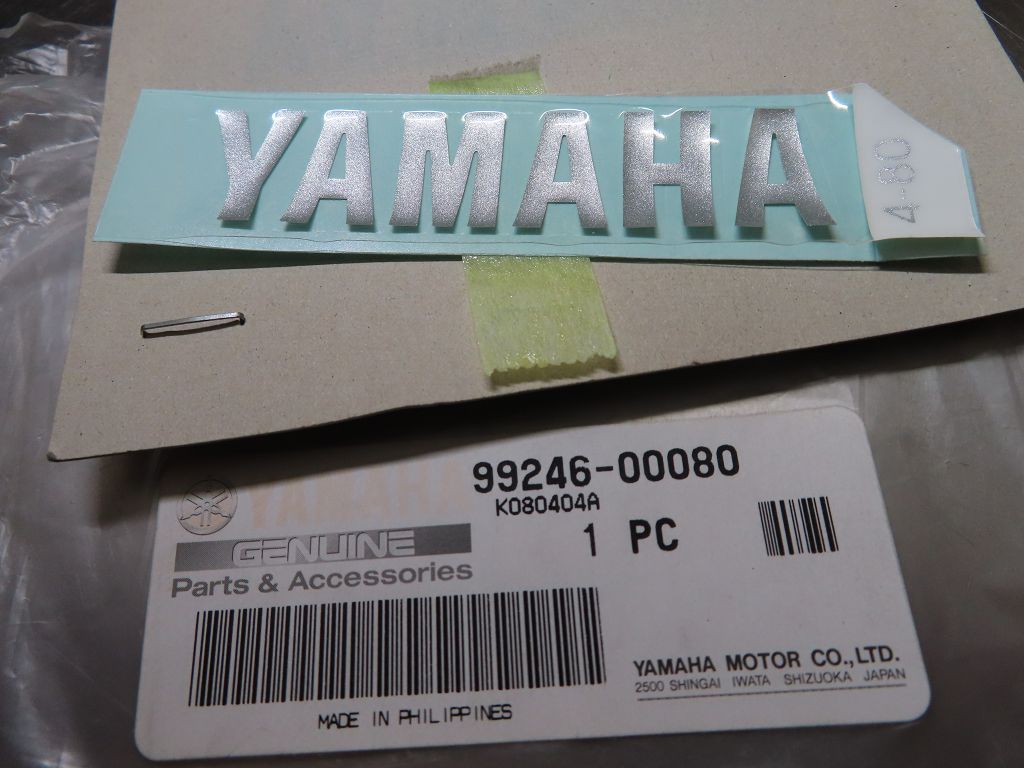 YAMAHA
4-80
YAMAHA
99246-00080
K080404A
1 PC
GENUINE
Parts & Accessories
YAMAHA MOTOR CO., LTD.
2500 SHINGAI IWATA SHIZUOKA JAPAN
MADE IN PHILIPPINES